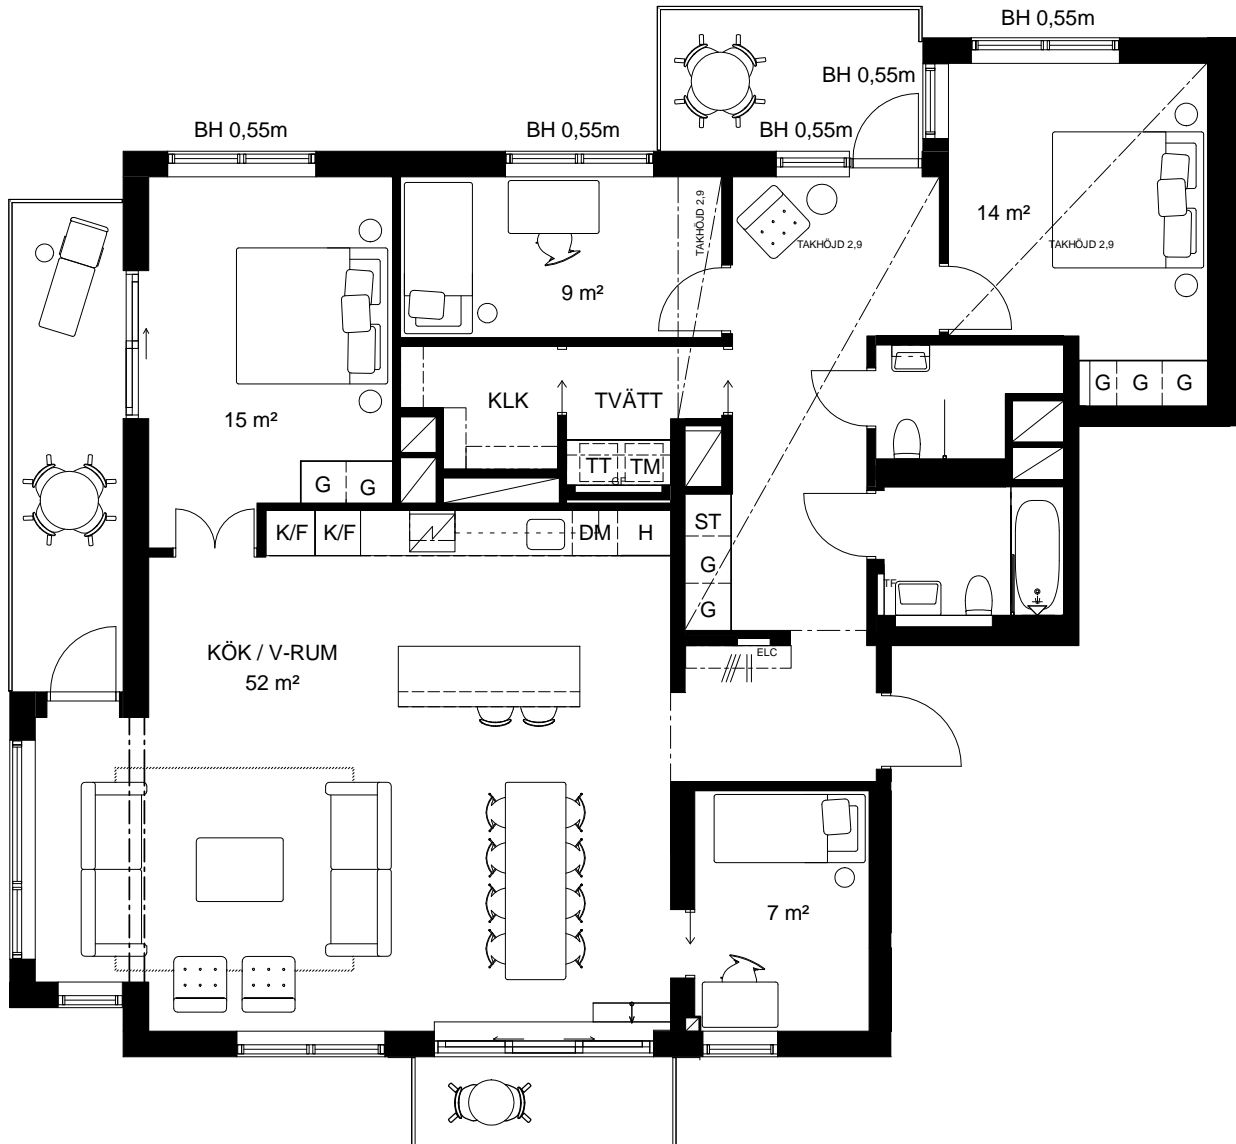 BH 0,55m
BH 0,55m
BH 0,55m
BH 0,55m
BH 0,55m
14 m²
TAKHÖJD 2,9
TAKHÖJD 2,9
TAKHÖJD 2,9
9 m²
15 m²
KLK
TVÄTT
G
G
G
TT
TM
GF
G
G
K/F
K/F
DM
H
ST
G
G
TF
KÖK / V-RUM
52 m²
ELC
7 m²